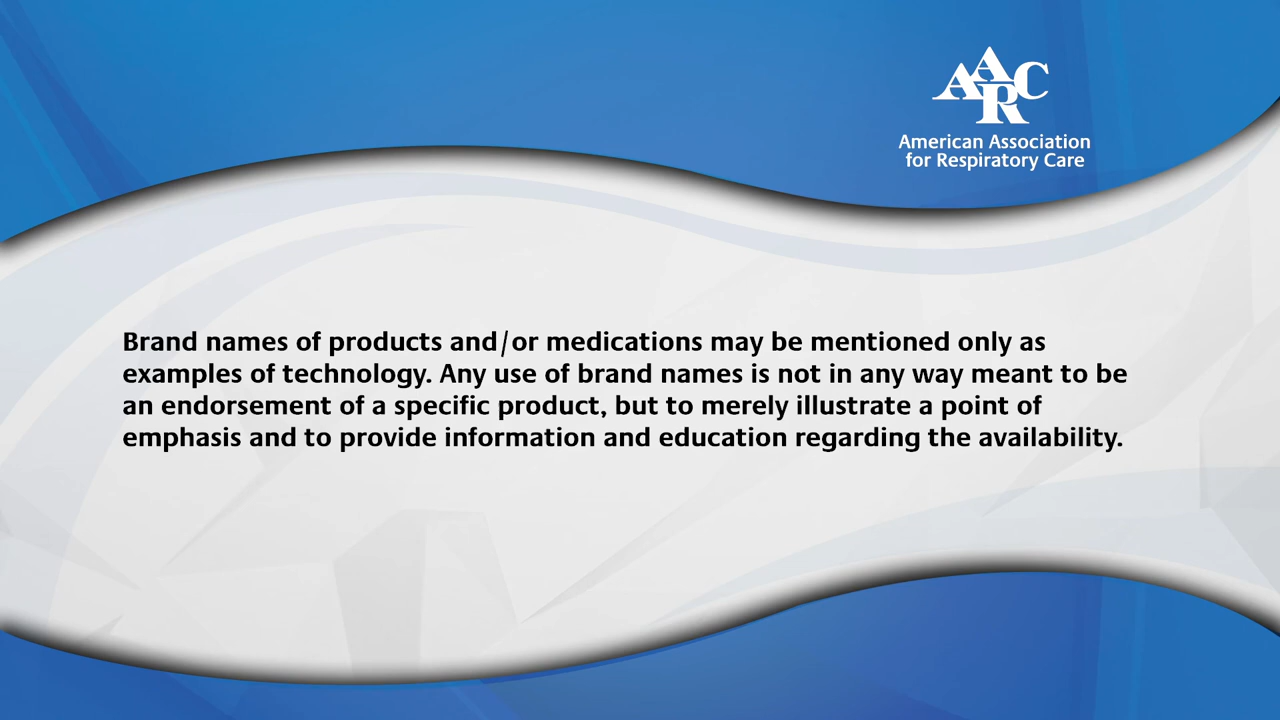 AARC
American Association
for Respiratory Care
Brand names of products and/or medications may be mentioned only as
examples of technology. Any use of brand names is not in any way meant to be
an endorsement of a specific product, but to merely illustrate a point of
emphasis and to provide information and education regarding the availability.